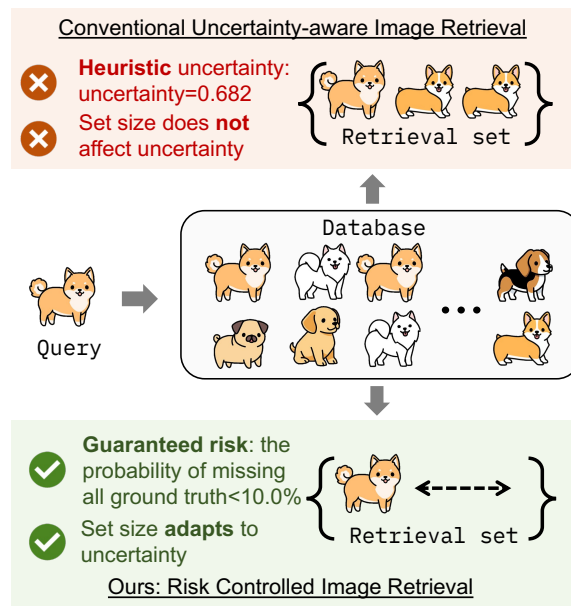 Conventional Uncertainty-aware Image Retrieval
Heuristic uncertainty:
uncertainty=0.682
Set size does not
affect uncertainty
Retrieval set
Database
Query
Guaranteed risk: the
probability of missing
all ground truth<10.0%
Set size adapts to
uncertainty
Retrieval set
Ours: Risk Controlled Image Retrieval